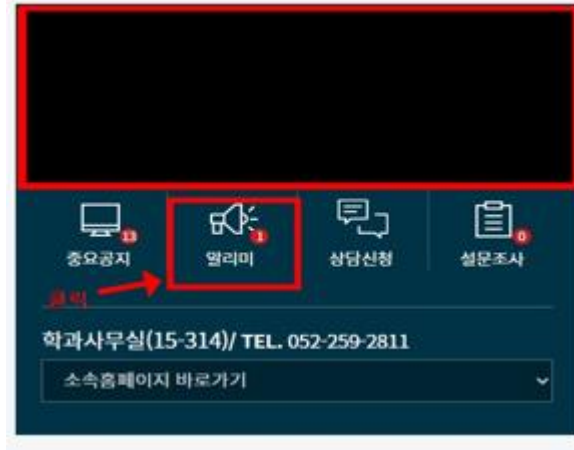 13 1 0
중요공지 알리미 상담신청 설문조사
클릭
학과사무실(15-314)/ TEL. 052-259-2811
소속홈페이지 바로가기